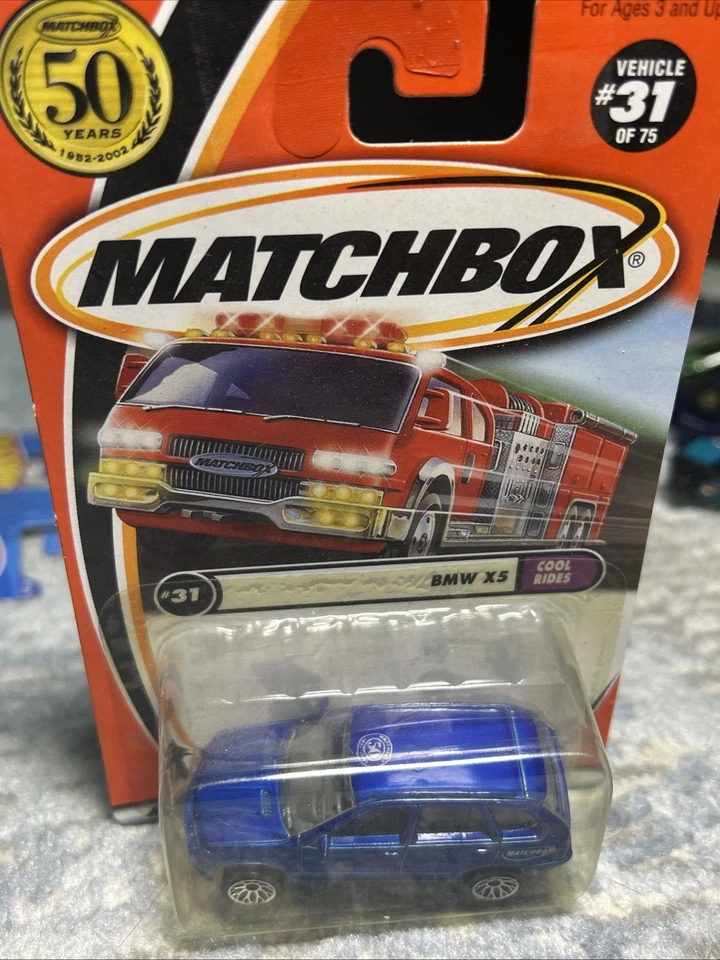 For Ages 3 and Up
MATCHBOX
50
YEARS
1952-2002
VEHICLE
#31
OF 75
MATCHBOX®
MATCHBOX
#31
BMW X5
COOL
RIDES
MATCHBOX